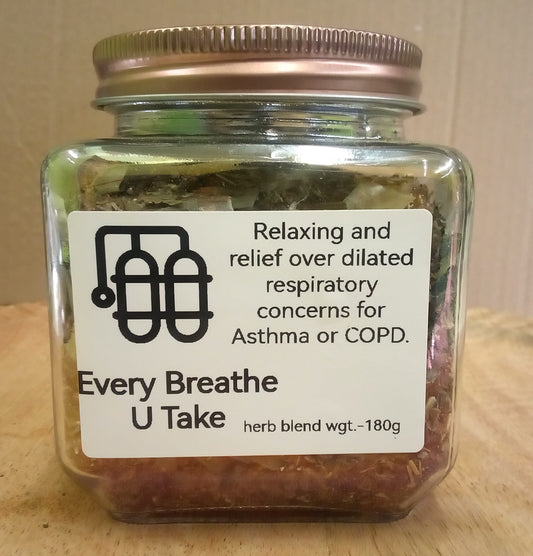 Relaxing and
relief over dilated
respiratory
concerns for
Asthma or COPD.
Every Breathe
U Take
herb blend wgt.-180g